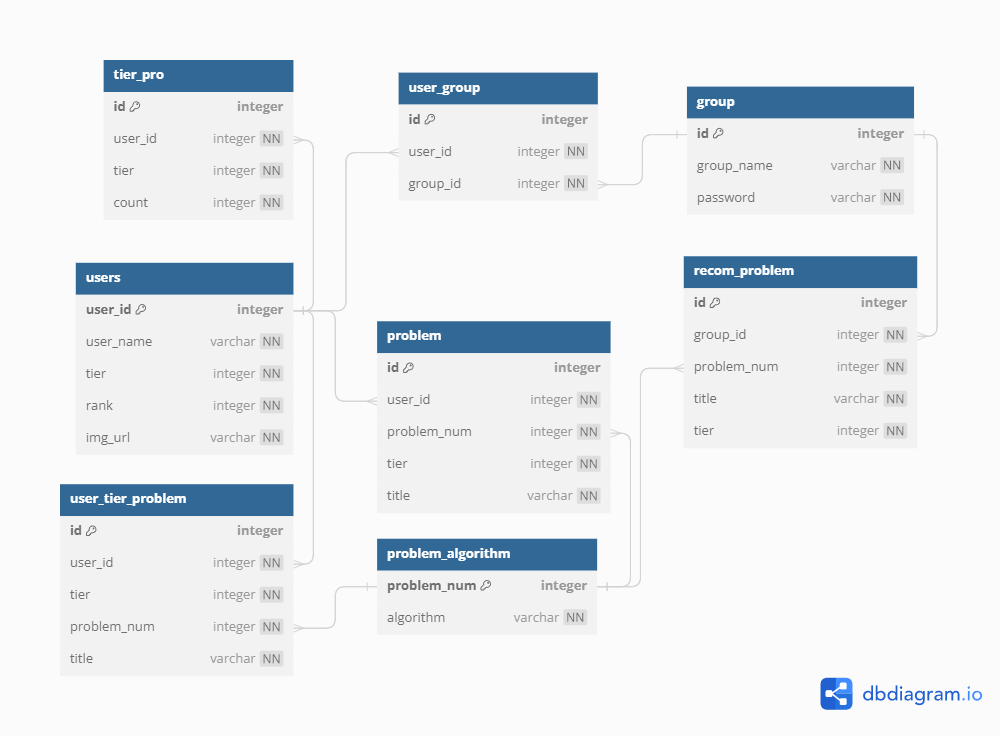 tier_pro
id integer
user_id integer NN
tier integer NN
count integer NN
user_group
id integer
user_id integer NN
group_id integer NN
group
id integer
group_name varchar NN
password varchar NN
users
user_id integer
user_name varchar NN
tier integer NN
rank integer NN
img_url varchar NN
problem
id integer
user_id integer NN
problem_num integer NN
tier integer NN
title varchar NN
recom_problem
id integer
group_id integer NN
problem_num integer NN
title varchar NN
tier integer NN
user_tier_problem
id integer
user_id integer NN
tier integer NN
problem_num integer NN
title varchar NN
problem_algorithm
problem_num integer
algorithm varchar NN
dbdiagram.io